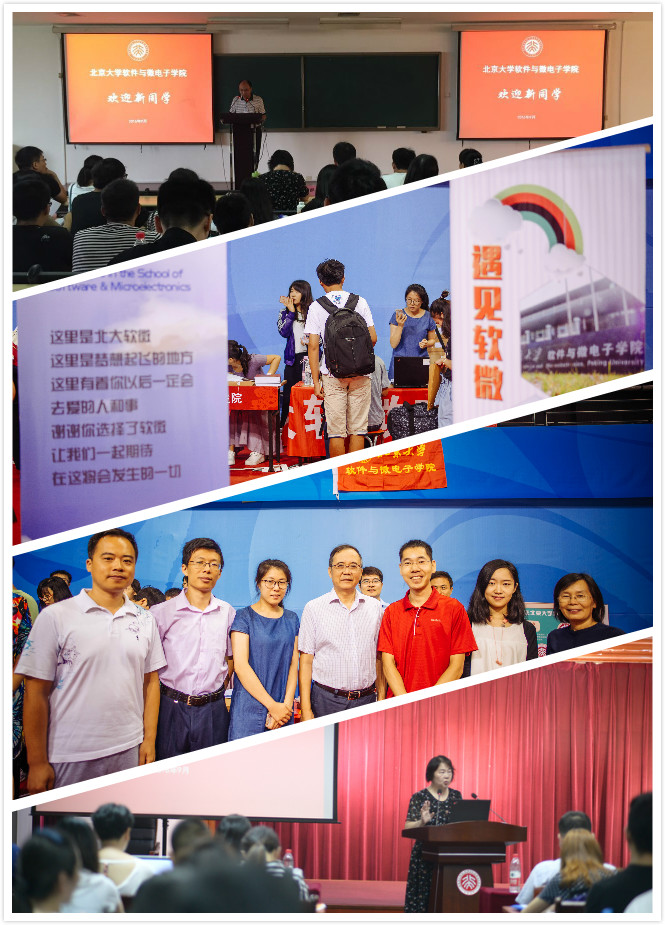 北京大学软件与微电子学院
欢迎新同学
北京大学软件与微电子学院
欢迎新同学
in the School of
Software & Microelectronics
这里是北大软微
这里是梦想起飞的地方
这里有着你以后一定会
去爱的人和事
谢谢你选择了软微
让我们一起期待
在这将会发生的一切
遇见软微
软件与微电子学院
Peking University
软件与微电子学院